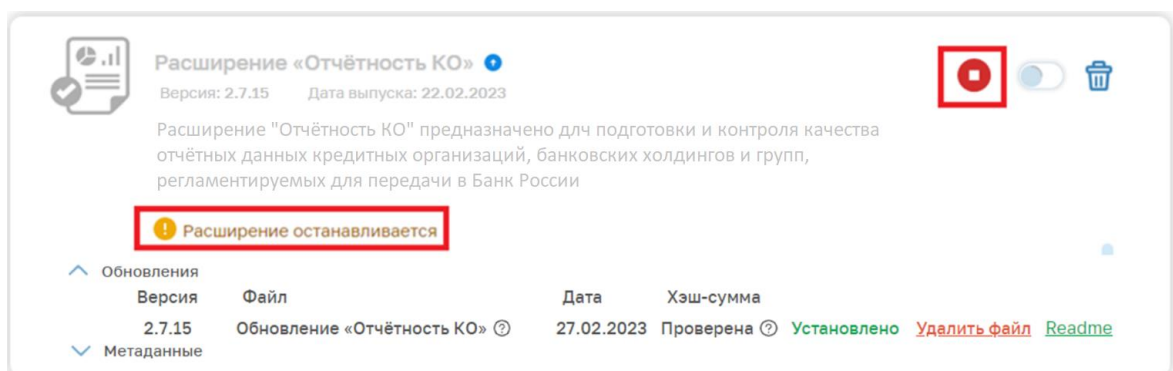 Расширение «Отчётность КО»
Версия: 2.7.15 Дата выпуска: 22.02.2023
Расширение "Отчётность КО" предназначено длч подготовки и контроля качества
отчётных данных кредитных организаций, банковских холдингов и групп,
регламентируемых для передачи в Банк России
Расширение останавливается
Обновления
Версия Файл Дата Хэш-сумма
2.7.15 Обновление «Отчётность КО» 27.02.2023 Проверена Установлено Удалить файл Readme
Метаданные